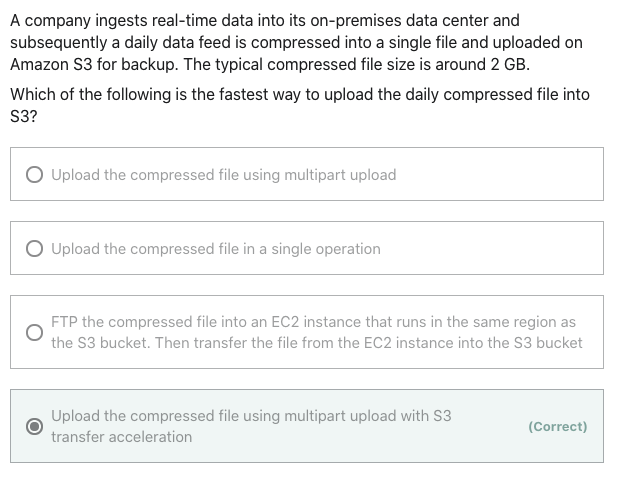 A company ingests real-time data into its on-premises data center and
subsequently a daily data feed is compressed into a single file and uploaded on
Amazon S3 for backup. The typical compressed file size is around 2 GB.
Which of the following is the fastest way to upload the daily compressed file into
S3?
Upload the compressed file using multipart upload
Upload the compressed file in a single operation
FTP the compressed file into an EC2 instance that runs in the same region as
the S3 bucket. Then transfer the file from the EC2 instance into the S3 bucket
Upload the compressed file using multipart upload with S3
transfer acceleration
(Correct)